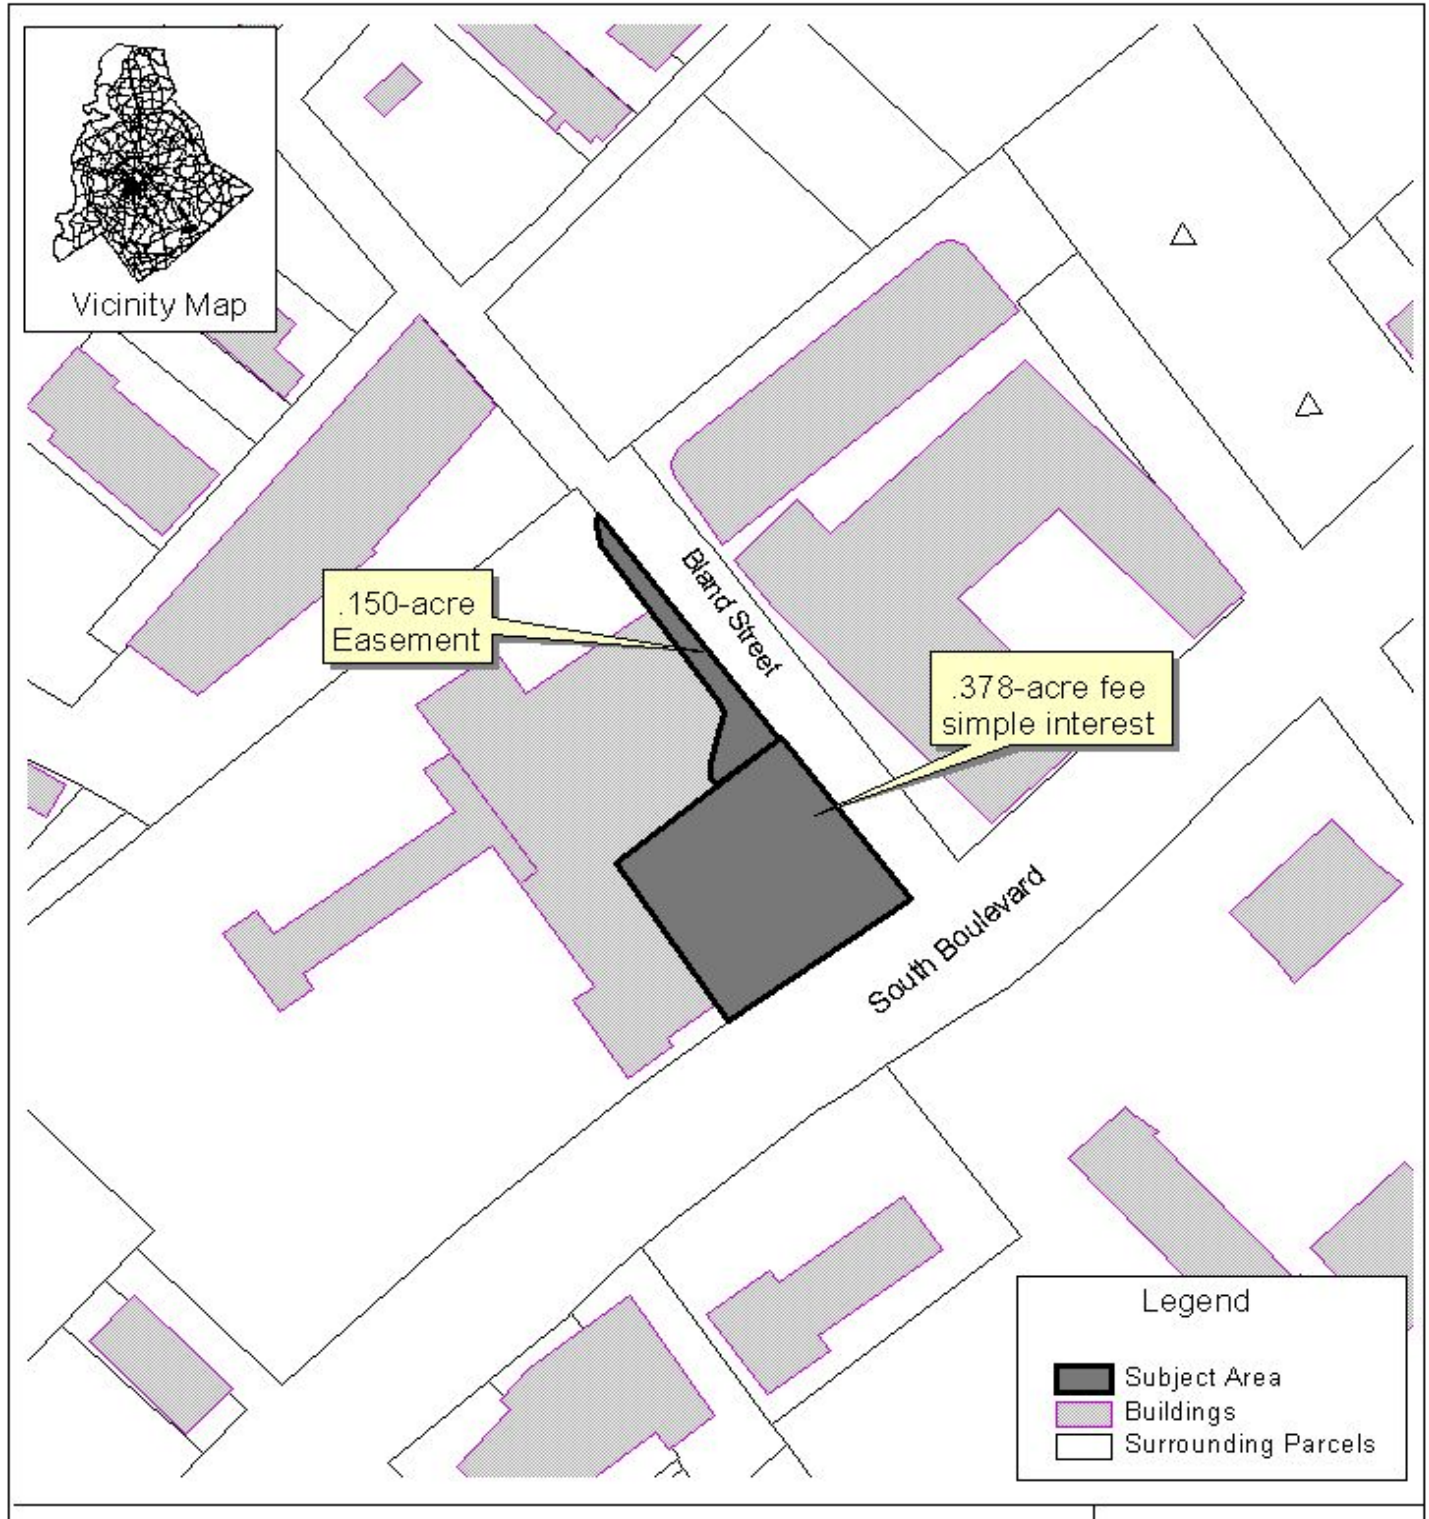 Vicinity Map
.150-acre
Easement
Bland Street
.378-acre fee
simple interest
South Boulevard
Legend
Subject Area
Buildings
Surrounding Parcels